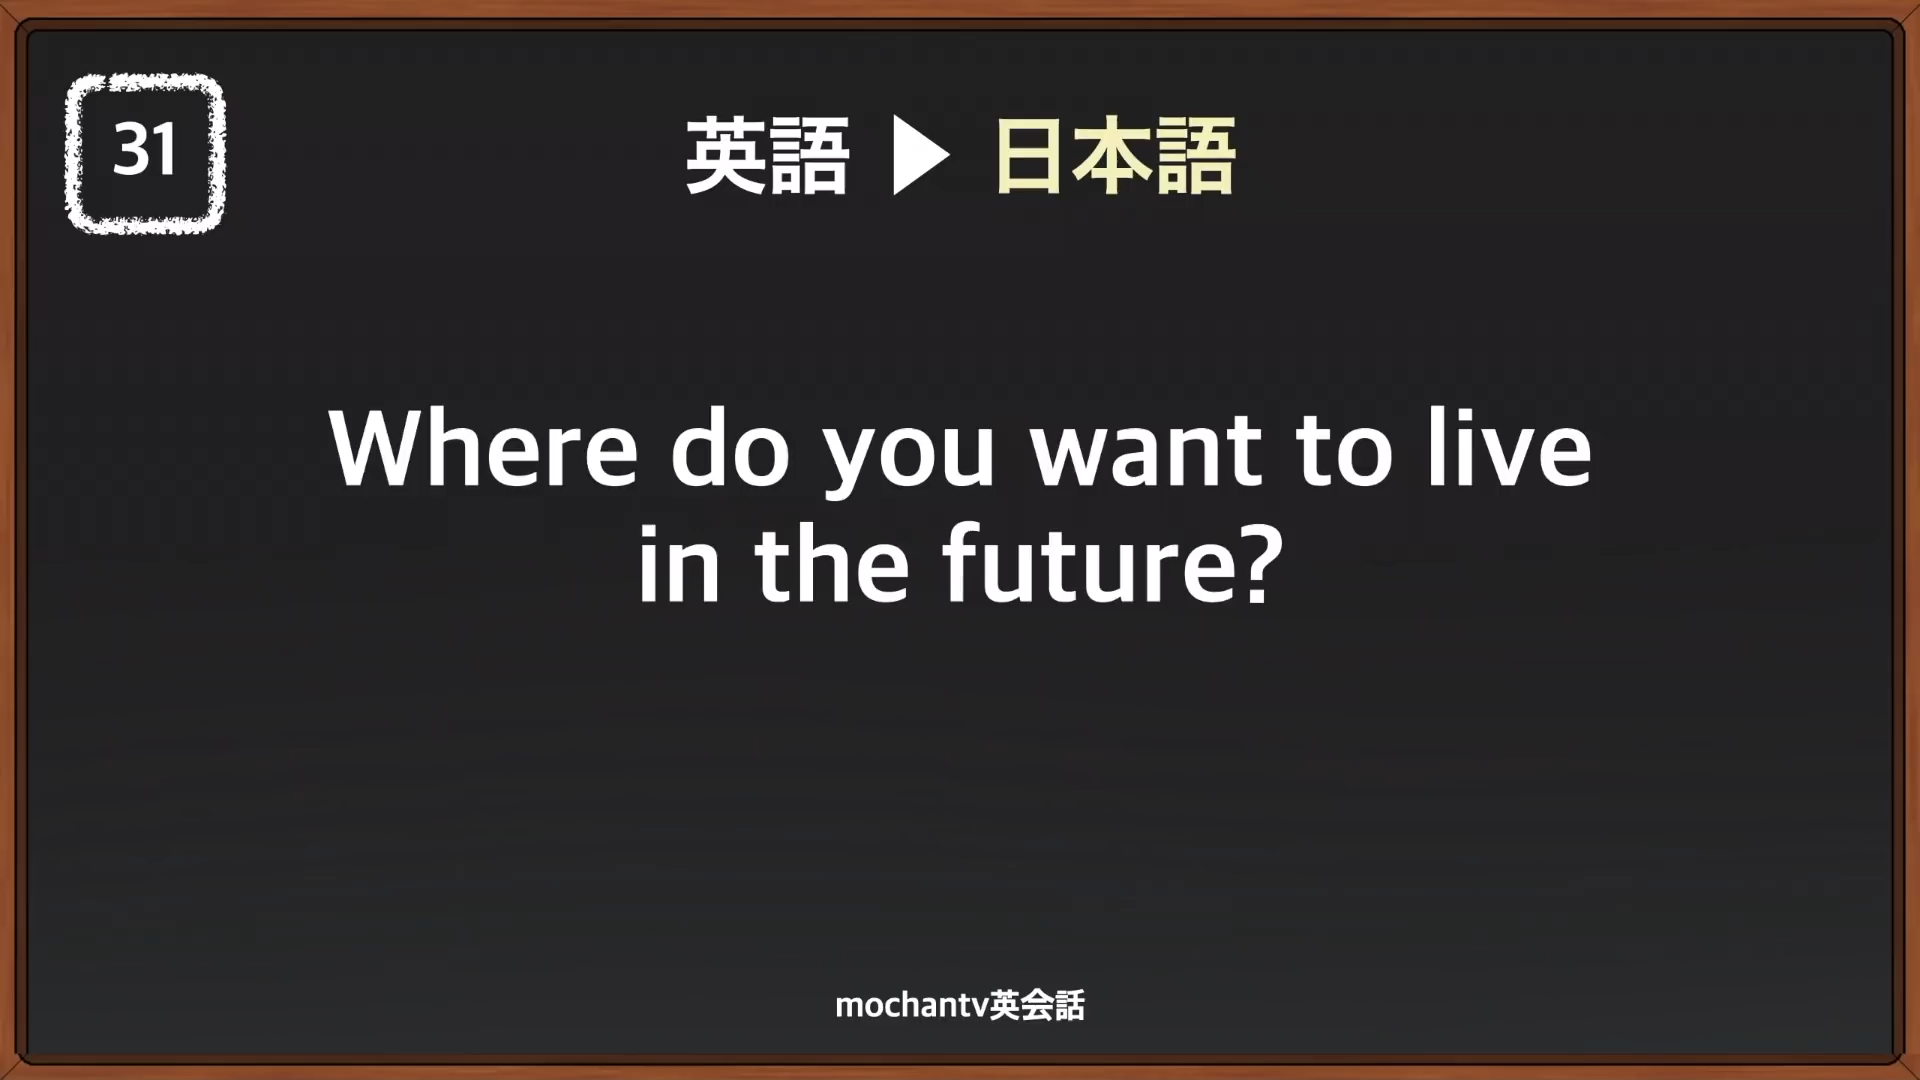 31
英語 ▶ 日本語
Where do you want to live
in the future?
mochantv英会話